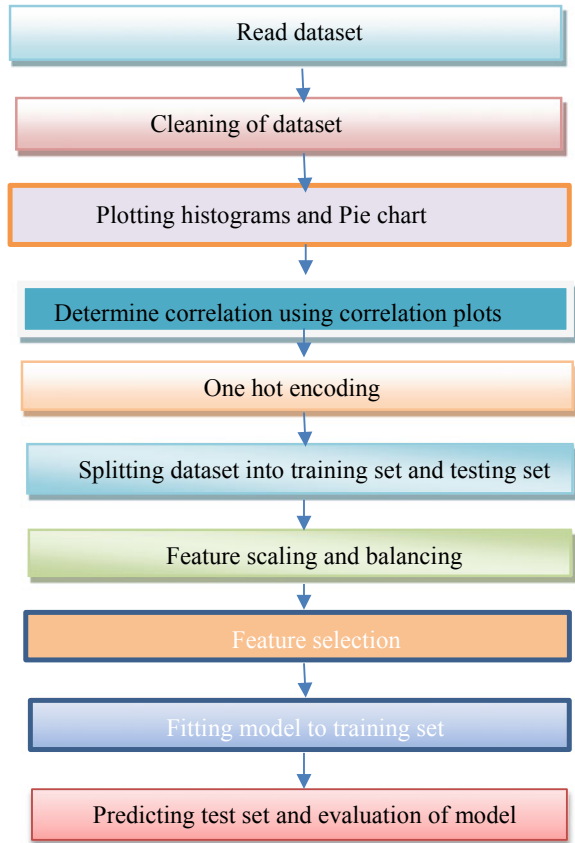 Read dataset
Cleaning of dataset
Plotting histograms and Pie chart
Determine correlation using correlation plots
One hot encoding
Splitting dataset into training set and testing set
Feature scaling and balancing
Feature selection
Fitting model to training set
Predicting test set and evaluation of model